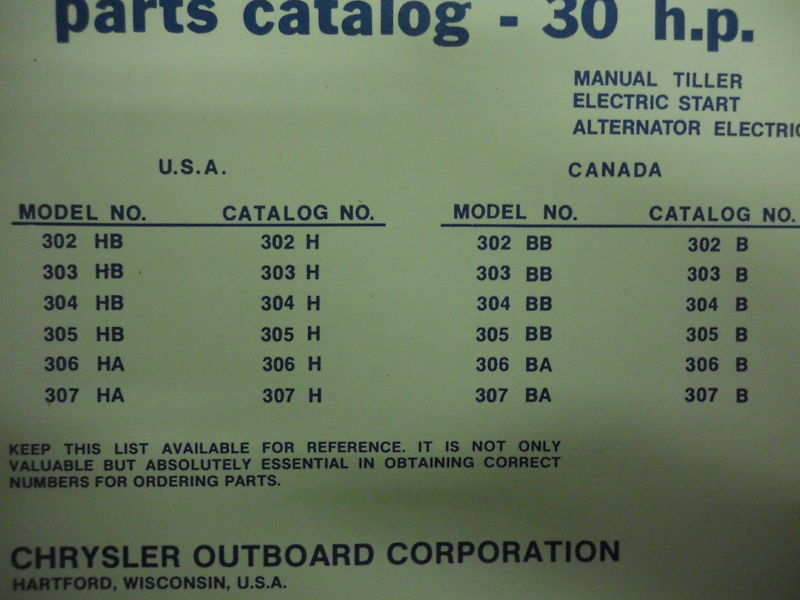 parts catalog - 30 h.p.
MANUAL TILLER
ELECTRIC START
ALTERNATOR ELECTRIC
U.S.A. CANADA
MODEL NO. CATALOG NO. MODEL NO. CATALOG NO.
302 HB 302 H 302 BB 302 B
303 HB 303 H 303 BB 303 B
304 HB 304 H 304 BB 304 B
305 HB 305 H 305 BB 305 B
306 HA 306 H 306 BA 306 B
307 HA 307 H 307 BA 307 B
KEEP THIS LIST AVAILABLE FOR REFERENCE. IT IS NOT ONLY
VALUABLE BUT ABSOLUTELY ESSENTIAL IN OBTAINING CORRECT
NUMBERS FOR ORDERING PARTS.
CHRYSLER OUTBOARD CORPORATION
HARTFORD, WISCONSIN, U.S.A.